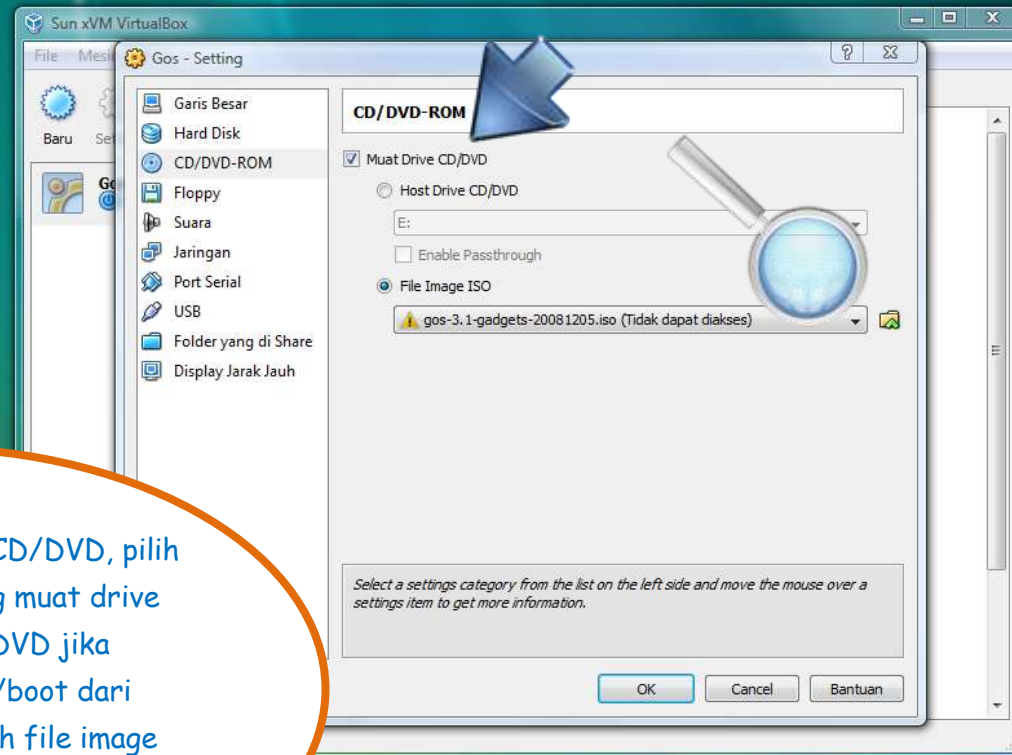 Sun xVM VirtualBox
File
Gos - Setting
Baru
Garis Besar
Hard Disk
CD/DVD-ROM
Floppy
Suara
Jaringan
Port Serial
USB
Folder yang di Share
Display Jarak Jauh
CD/DVD-ROM
Muat Drive CD/DVD
Host Drive CD/DVD
E:
Enable Passthrough
File Image ISO
gos-3.1-gadgets-20081205.iso (Tidak dapat diakses)
Select a settings category from the list on the left side and move the mouse over a
settings item to get more information.
OK Cancel Bantuan
CD/DVD, pilih
muat drive
DVD jika
/boot dari
file image